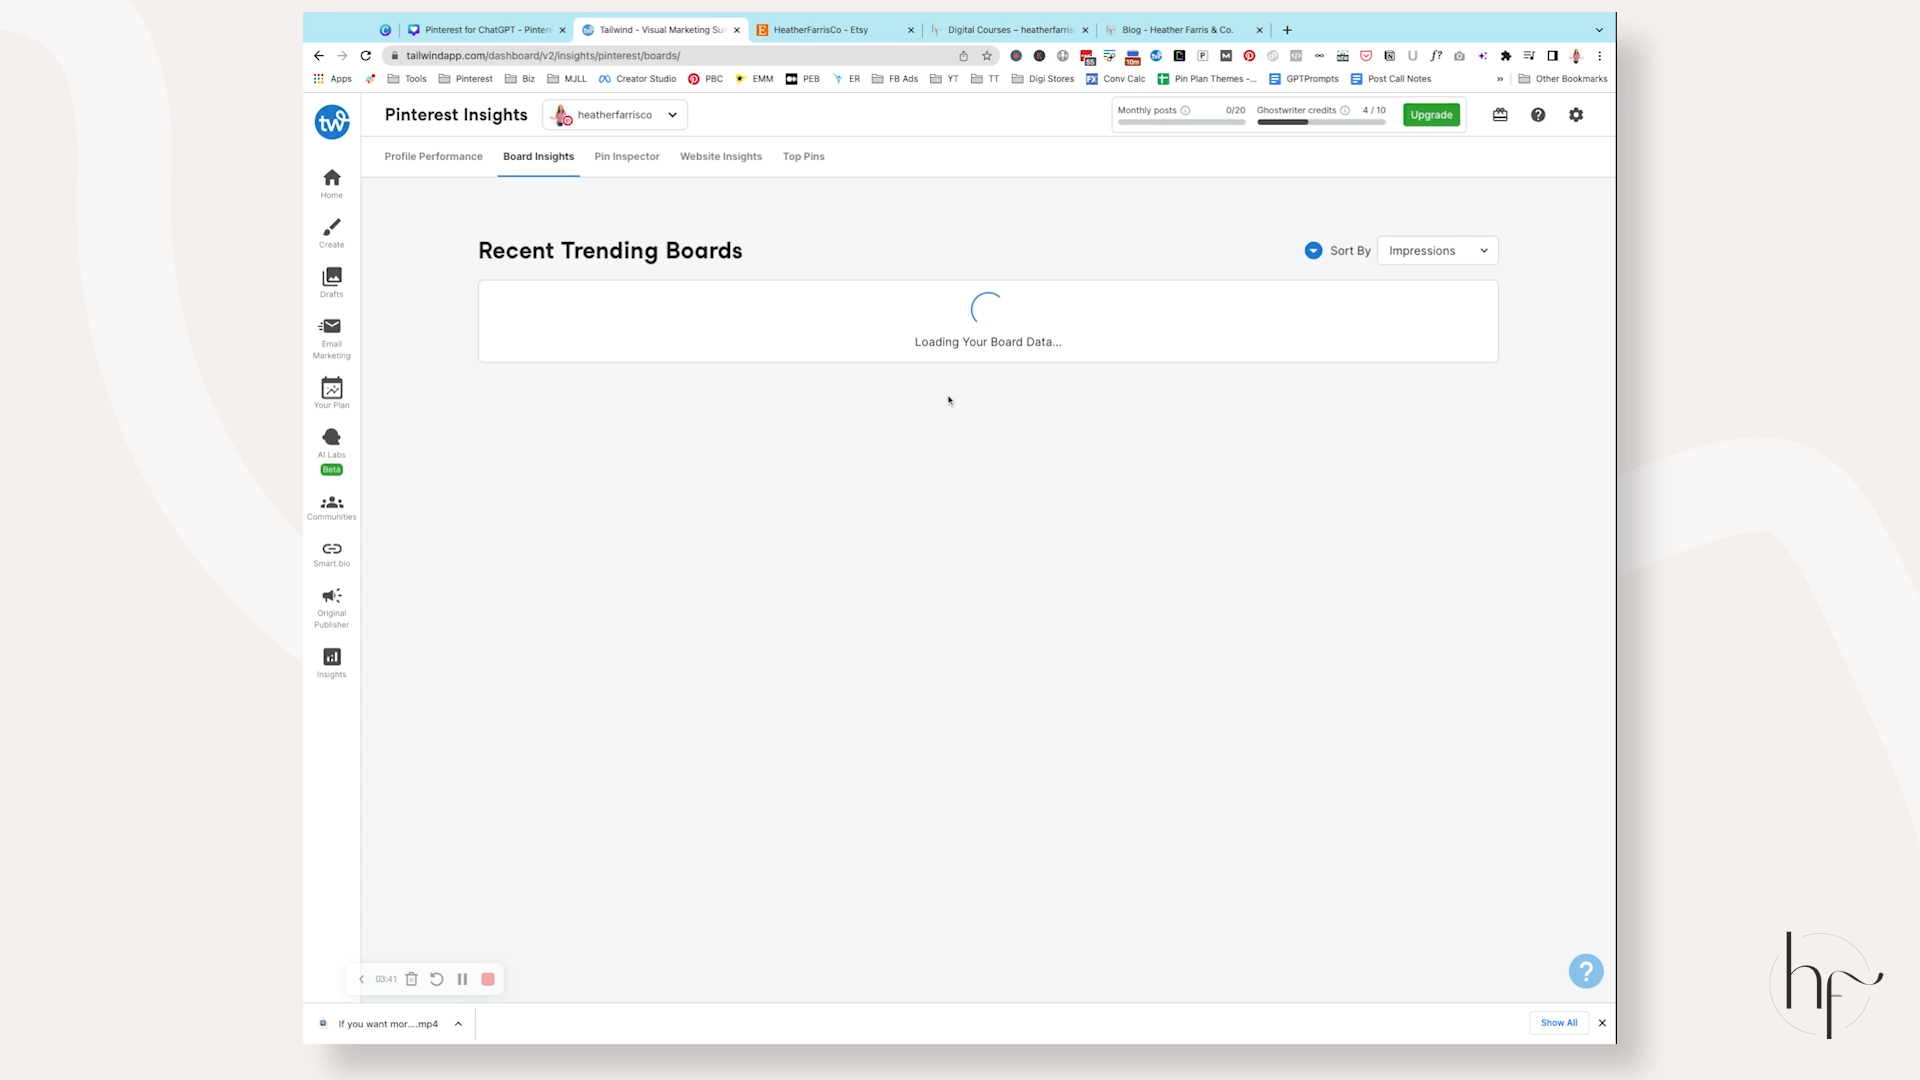 Pinterest for ChatGPT - Pintere
Tailwind - Visual Marketing Sui
HeatherFarrisCo - Etsy
Digital Courses – heatherfarris
Blog - Heather Farris & Co.
tailwindapp.com/dashboard/v2/insights/pinterest/boards/
Apps
Tools
Pinterest
Biz
MJLL
Creator Studio
PBC
EMM
PEB
ER
FB Ads
YT
TT
Digi Stores
Conv Calc
Pin Plan Themes -...
GPTPrompts
Post Call Notes
»
Other Bookmarks
tw
Pinterest Insights
heatherfarrisco
Monthly posts 0/20
Ghostwriter credits 4 / 10
Upgrade
Profile Performance
Board Insights
Pin Inspector
Website Insights
Top Pins
Home
Create
Drafts
Email
Marketing
Your Plan
AI Labs
Beta
Communities
Smart.bio
Original
Publisher
Insights
Recent Trending Boards
Sort By
Impressions
Loading Your Board Data...
03:41
?
If you want mor....mp4
Show All
hf